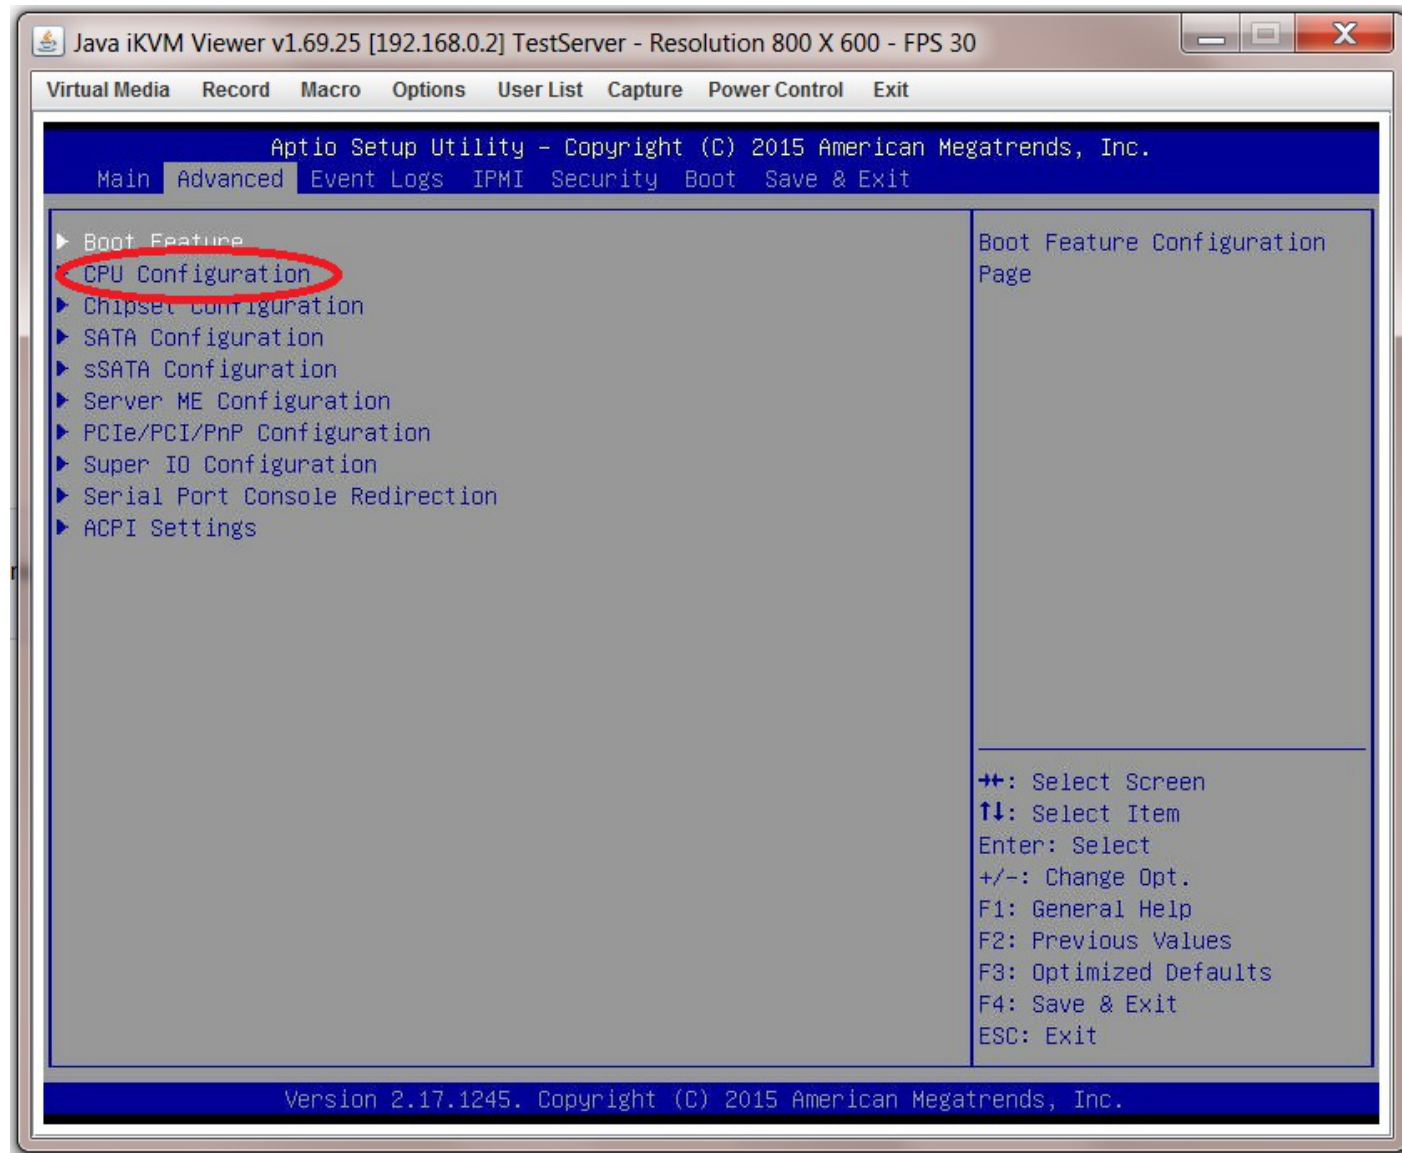 Java iKVM Viewer v1.69.25 [192.168.0.2] TestServer - Resolution 800 X 600 - FPS 30
Virtual Media Record Macro Options User List Capture Power Control Exit
Aptio Setup Utility – Copyright (C) 2015 American Megatrends, Inc.
Main Advanced Event Logs IPMI Security Boot Save & Exit
Boot Feature
CPU Configuration
Chipset Configuration
SATA Configuration
sSATA Configuration
Server ME Configuration
PCIe/PCI/PnP Configuration
Super IO Configuration
Serial Port Console Redirection
ACPI Settings
Boot Feature Configuration
Page
→←: Select Screen
↑↓: Select Item
Enter: Select
+/-: Change Opt.
F1: General Help
F2: Previous Values
F3: Optimized Defaults
F4: Save & Exit
ESC: Exit
Version 2.17.1245. Copyright (C) 2015 American Megatrends, Inc.